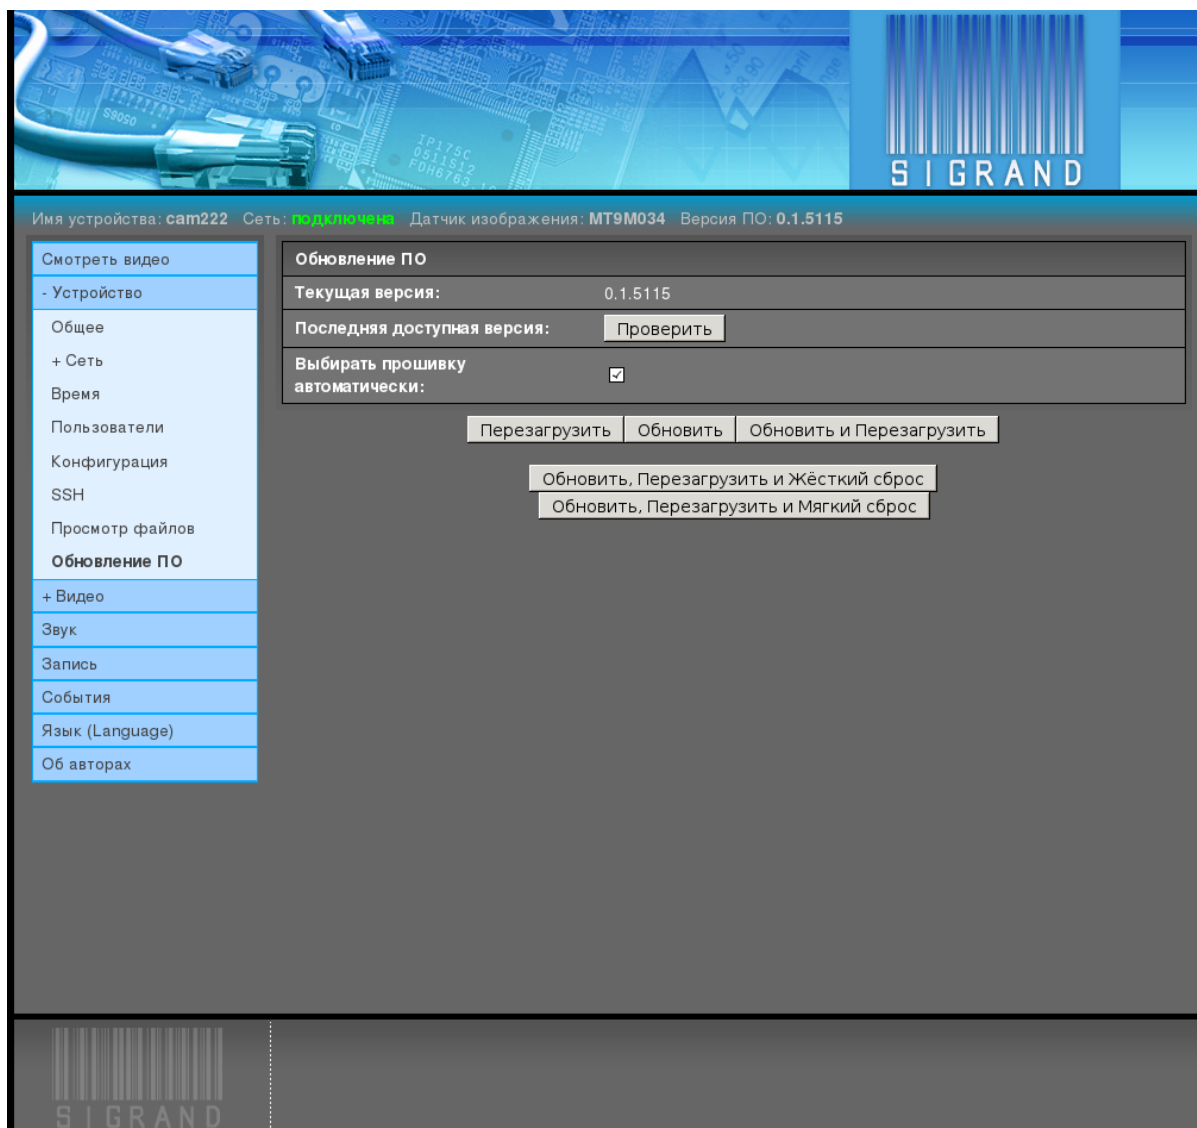 S9OSO
IP175C
0511S12
SIGRAND
Имя устройства: cam222 Сеть: подключена Датчик изображения: MT9M034 Версия ПО: 0.1.5115
Смотреть видео
- Устройство
Общее
+ Сеть
Время
Пользователи
Конфигурация
SSH
Просмотр файлов
Обновление ПО
+ Видео
Звук
Запись
События
Язык (Language)
Об авторах
Обновление ПО
Текущая версия: 0.1.5115
Последняя доступная версия: Проверить
Выбирать прошивку
автоматически:
Перезагрузить Обновить Обновить и Перезагрузить
Обновить, Перезагрузить и Жёсткий сброс
Обновить, Перезагрузить и Мягкий сброс
SIGRAND